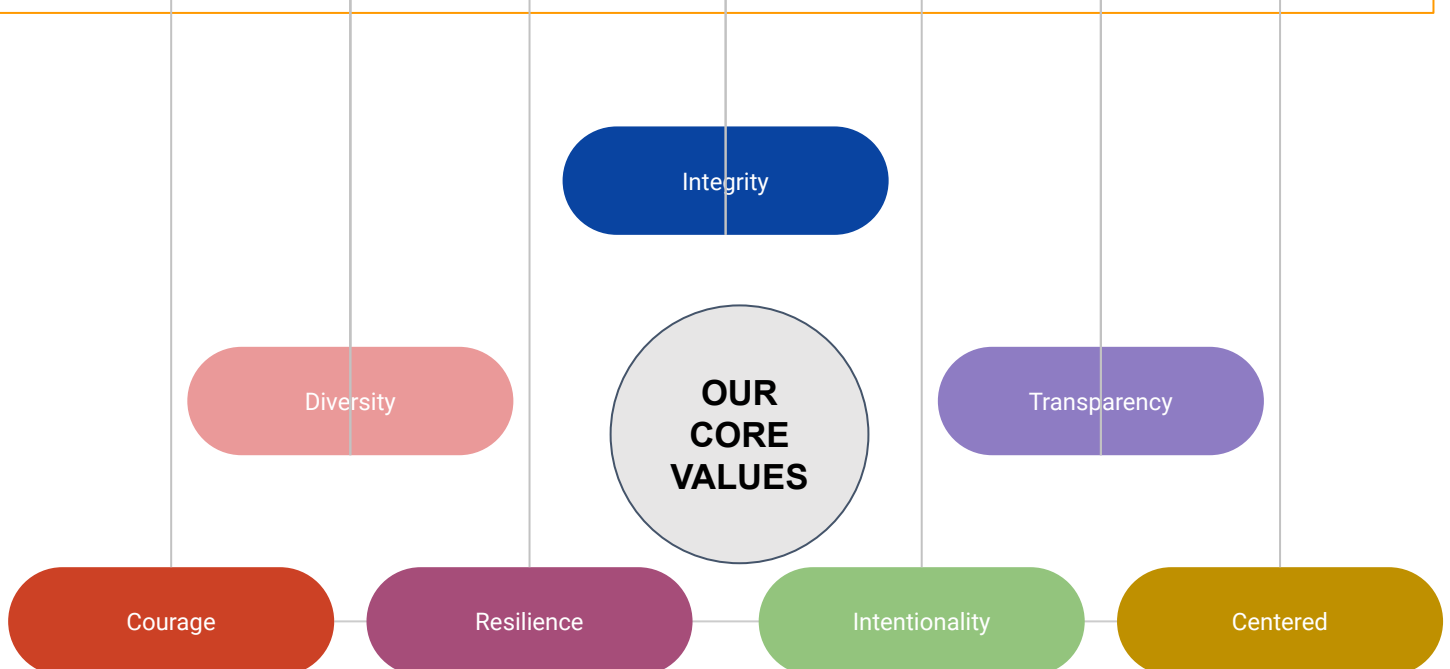 Integrity
OUR
CORE
VALUES
Diversity
Transparency
Courage
Resilience
Intentionality
Centered